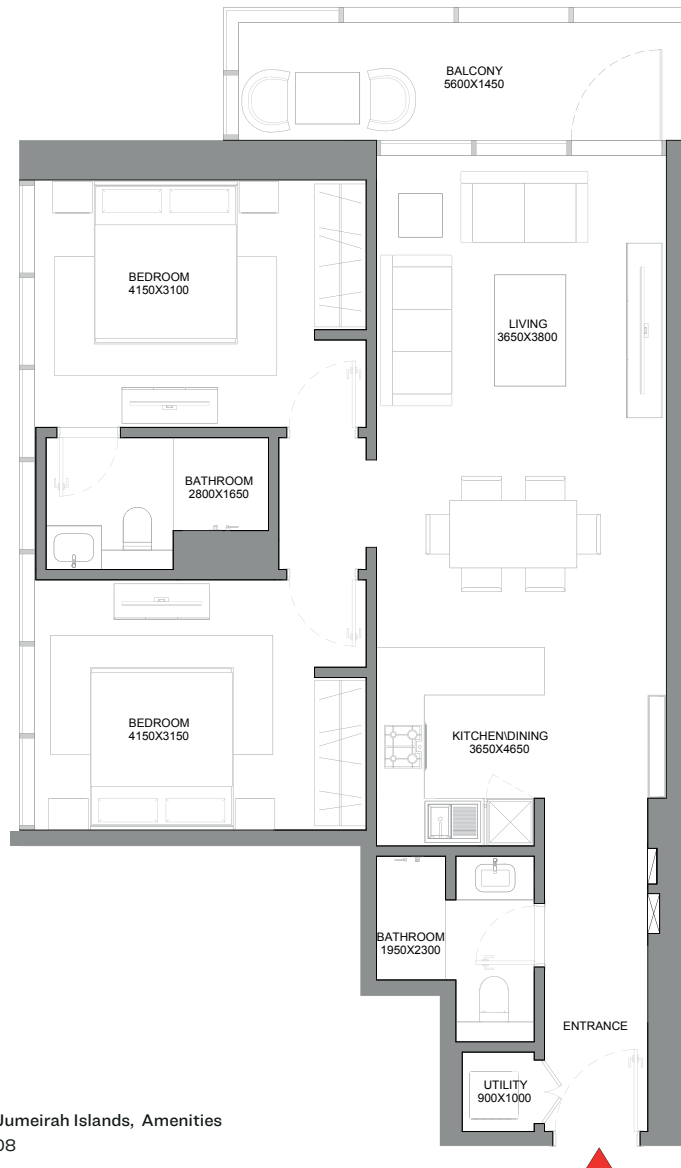 BALCONY
5600X1450
BEDROOM
4150X3100
LIVING
3650X3800
BATHROOM
2800X1650
BEDROOM
4150X3150
KITCHEN\DINING
3650X4650
BATHROOM
1950X2300
ENTRANCE
UTILITY
900X1000
Jumeirah Islands, Amenities
08